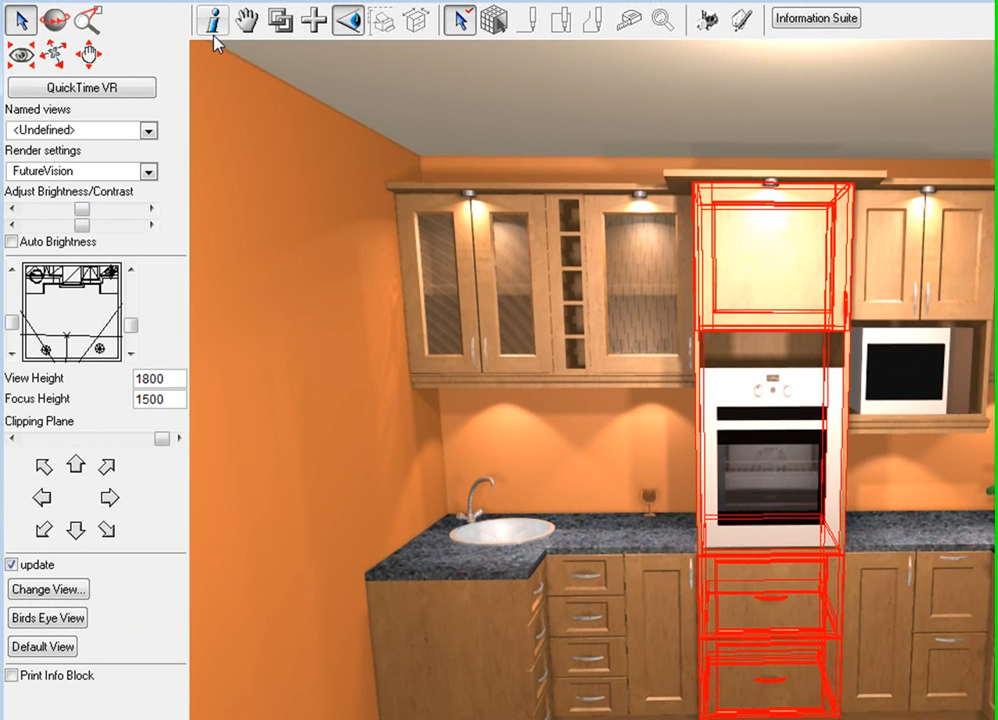 Information Suite
QuickTime VR
Named views
<Undefined>
Render settings
FutureVision
Adjust Brightness/Contrast
Auto Brightness
View Height
1800
Focus Height
1500
Clipping Plane
update
Change View...
Birds Eye View
Default View
Print Info Block